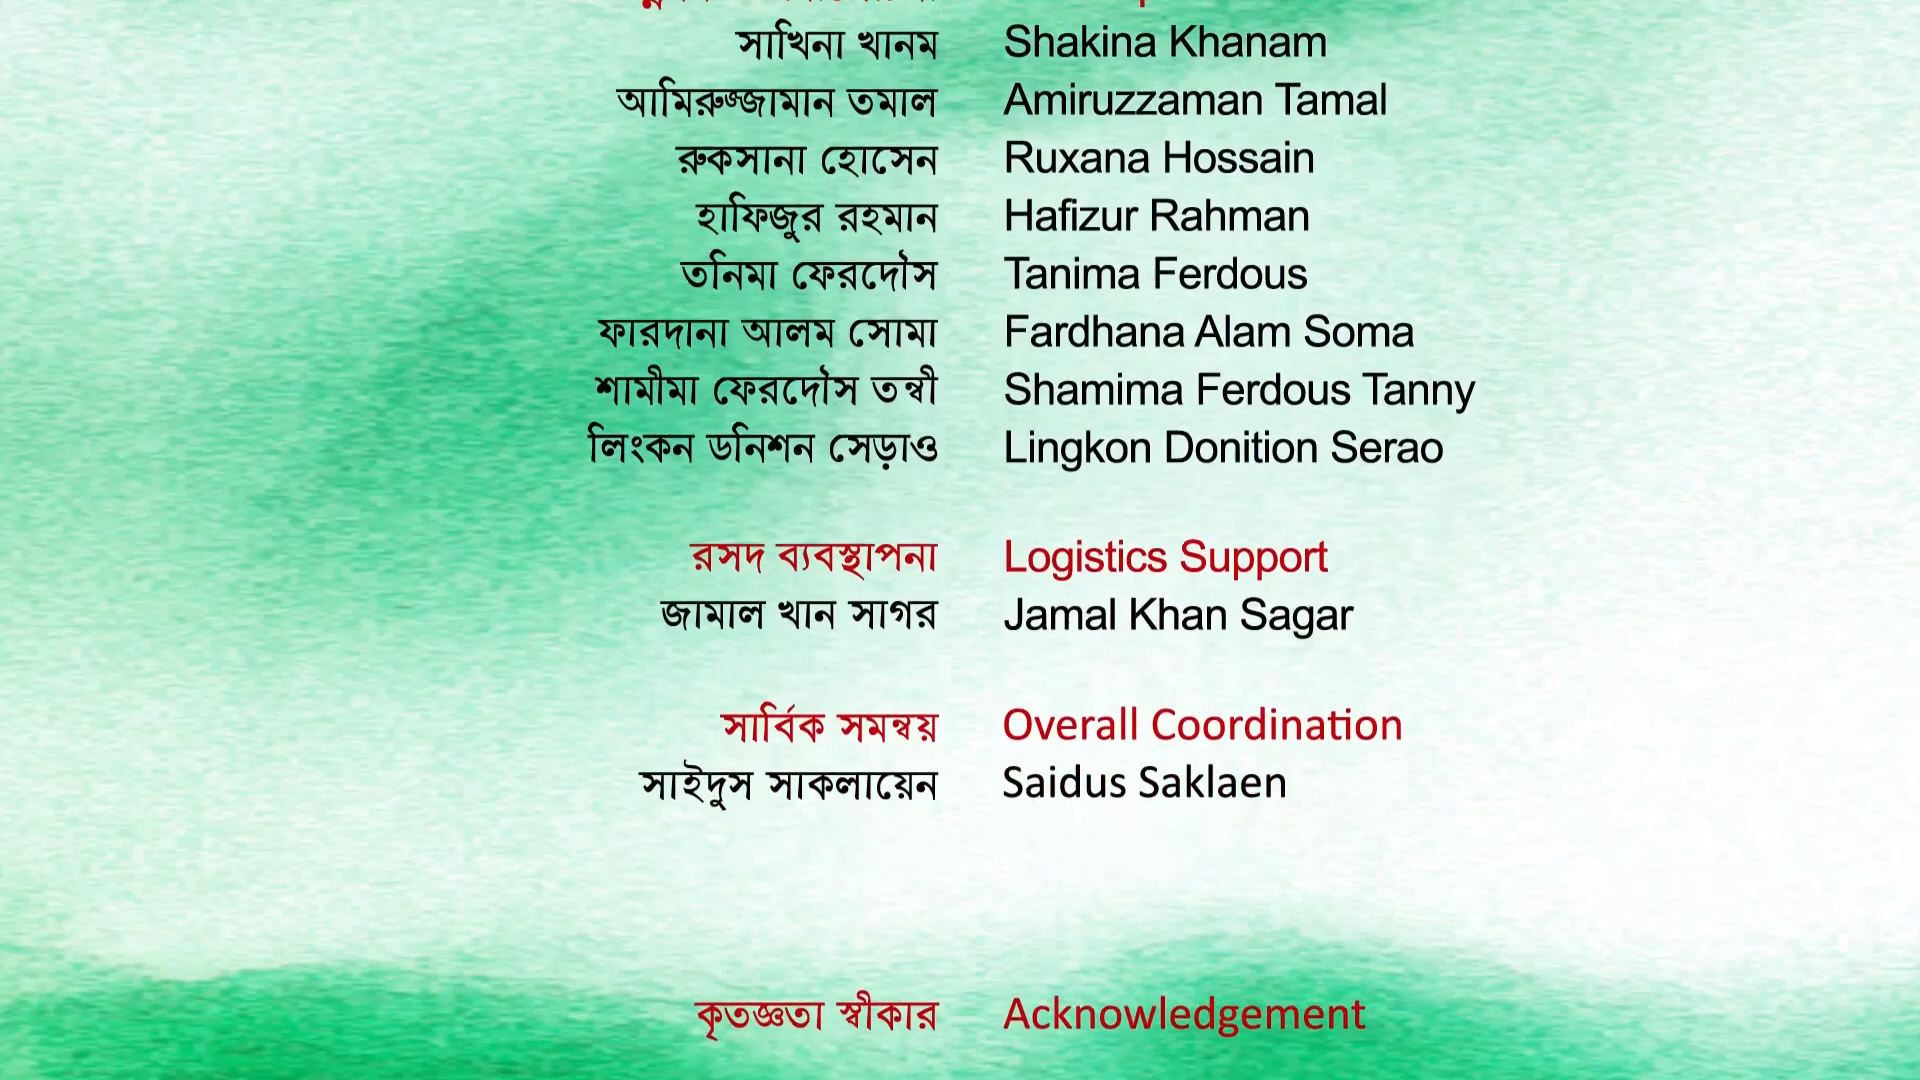 সাখিনা খানম Shakina Khanam
আমিরুজ্জামান তমাল Amiruzzaman Tamal
রুকসানা হোসেন Ruxana Hossain
হাফিজুর রহমান Hafizur Rahman
তনিমা ফেরদৌস Tanima Ferdous
ফারদানা আলম সোমা Fardhana Alam Soma
শামীমা ফেরদৌস তন্বী Shamima Ferdous Tanny
লিংকন ডনিশন সেড়াও Lingkon Donition Serao
রসদ ব্যবস্থাপনা Logistics Support
জামাল খান সাগর Jamal Khan Sagar
সার্বিক সমন্বয় Overall Coordination
সাইদুস সাকলায়েন Saidus Saklaen
কৃতজ্ঞতা স্বীকার Acknowledgement